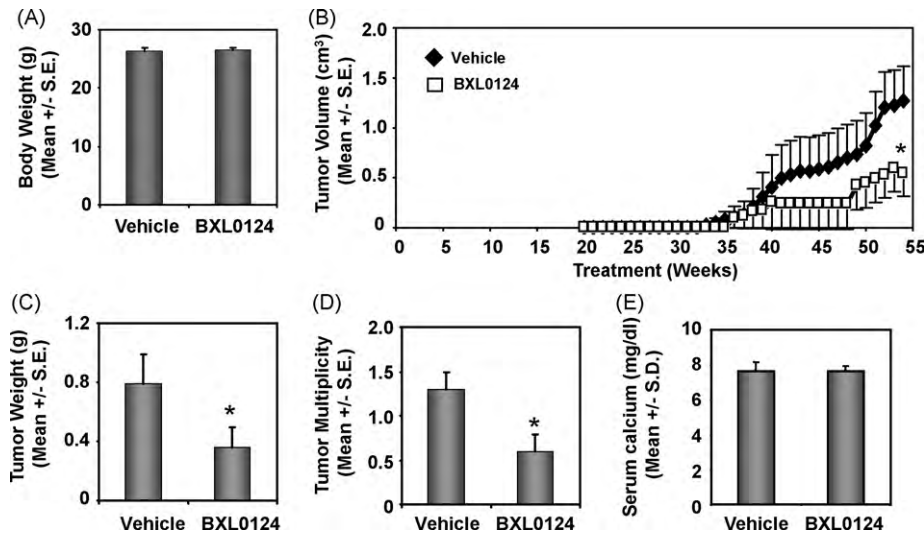 (A)
Body Weight (g)
(Mean +/- S.E.)
30
20
10
0
Vehicle
BXL0124
(B)
Tumor Volume (cm³)
(Mean +/- S.E.)
2.0
1.5
1.0
0.5
0
Vehicle
BXL0124
*
0 5 10 15 20 25 30 35 40 45 50 55
Treatment (Weeks)
(C)
Tumor Weight (g)
(Mean +/- S.E.)
1.2
0.8
0.4
0
*
Vehicle
BXL0124
(D)
Tumor Multiplicity
(Mean +/- S.E.)
2.0
1.5
1.0
0.5
0.0
*
Vehicle
BXL0124
(E)
Serum calcium (mg/dl)
(Mean +/- S.D.)
10
8
6
4
2
0
Vehicle
BXL0124